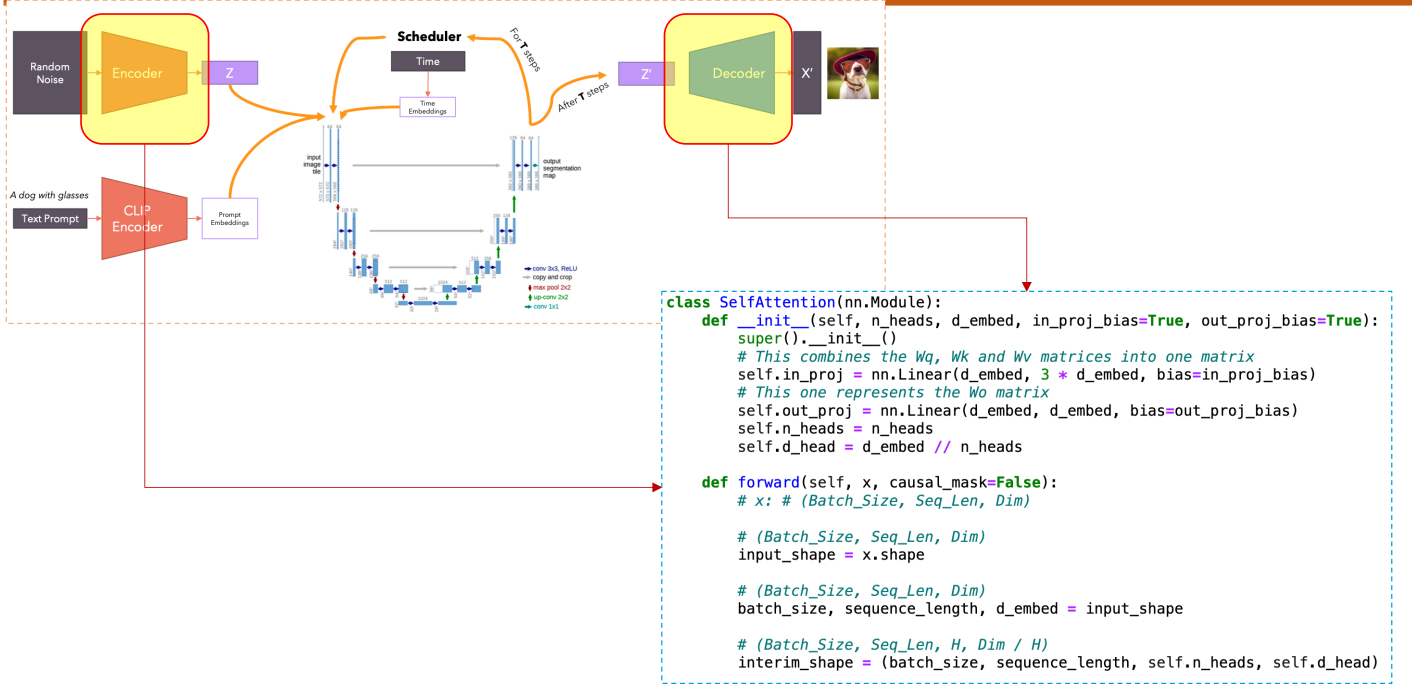 Random
Noise
Encoder
Z
Scheduler
Time
Time
Embeddings
For T steps
After T steps
Z'
Decoder
X'
A dog with glasses
Text Prompt
CLIP
Encoder
Prompt
Embeddings
input
image
tile
output
segmentation
map
conv 3x3, ReLU
copy and crop
max pool 2x2
up-conv 2x2
conv 1x1
class SelfAttention(nn.Module):
    def __init__(self, n_heads, d_embed, in_proj_bias=True, out_proj_bias=True):
        super().__init__()
        # This combines the Wq, Wk and Wv matrices into one matrix
        self.in_proj = nn.Linear(d_embed, 3 * d_embed, bias=in_proj_bias)
        # This one represents the Wo matrix
        self.out_proj = nn.Linear(d_embed, d_embed, bias=out_proj_bias)
        self.n_heads = n_heads
        self.d_head = d_embed // n_heads
    def forward(self, x, causal_mask=False):
        # x: # (Batch_Size, Seq_Len, Dim)
        # (Batch_Size, Seq_Len, Dim)
        input_shape = x.shape
        # (Batch_Size, Seq_Len, Dim)
        batch_size, sequence_length, d_embed = input_shape
        # (Batch_Size, Seq_Len, H, Dim / H)
        interim_shape = (batch_size, sequence_length, self.n_heads, self.d_head)